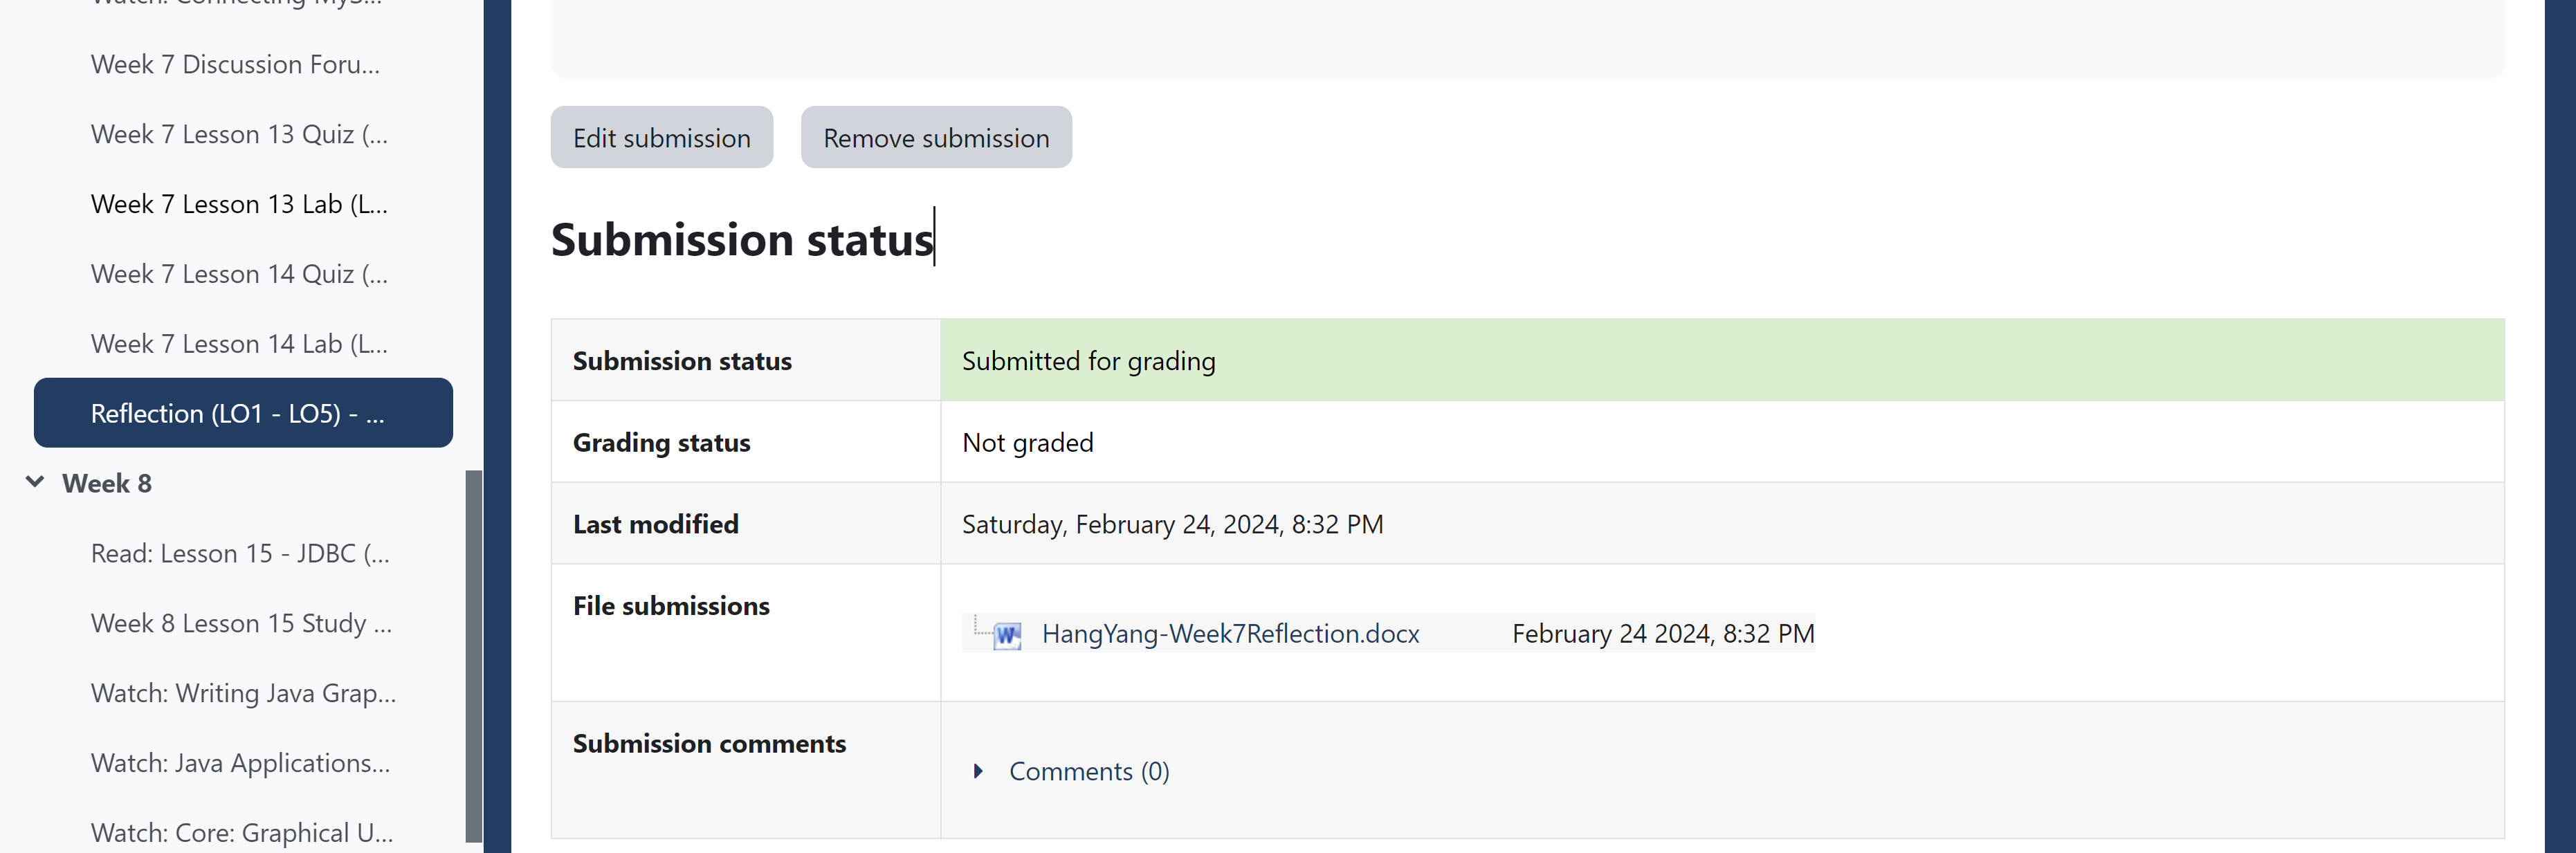 Watch: Connecting MyS...
Week 7 Discussion Foru...
Week 7 Lesson 13 Quiz (...
Week 7 Lesson 13 Lab (L...
Week 7 Lesson 14 Quiz (...
Week 7 Lesson 14 Lab (L...
Reflection (LO1 - LO5) - ...
Week 8
Read: Lesson 15 - JDBC (...
Week 8 Lesson 15 Study ...
Watch: Writing Java Grap...
Watch: Java Applications...
Watch: Core: Graphical U...
Edit submission Remove submission
Submission status
Submission status Submitted for grading
Grading status Not graded
Last modified Saturday, February 24, 2024, 8:32 PM
File submissions
HangYang-Week7Reflection.docx February 24 2024, 8:32 PM
Submission comments
Comments (0)